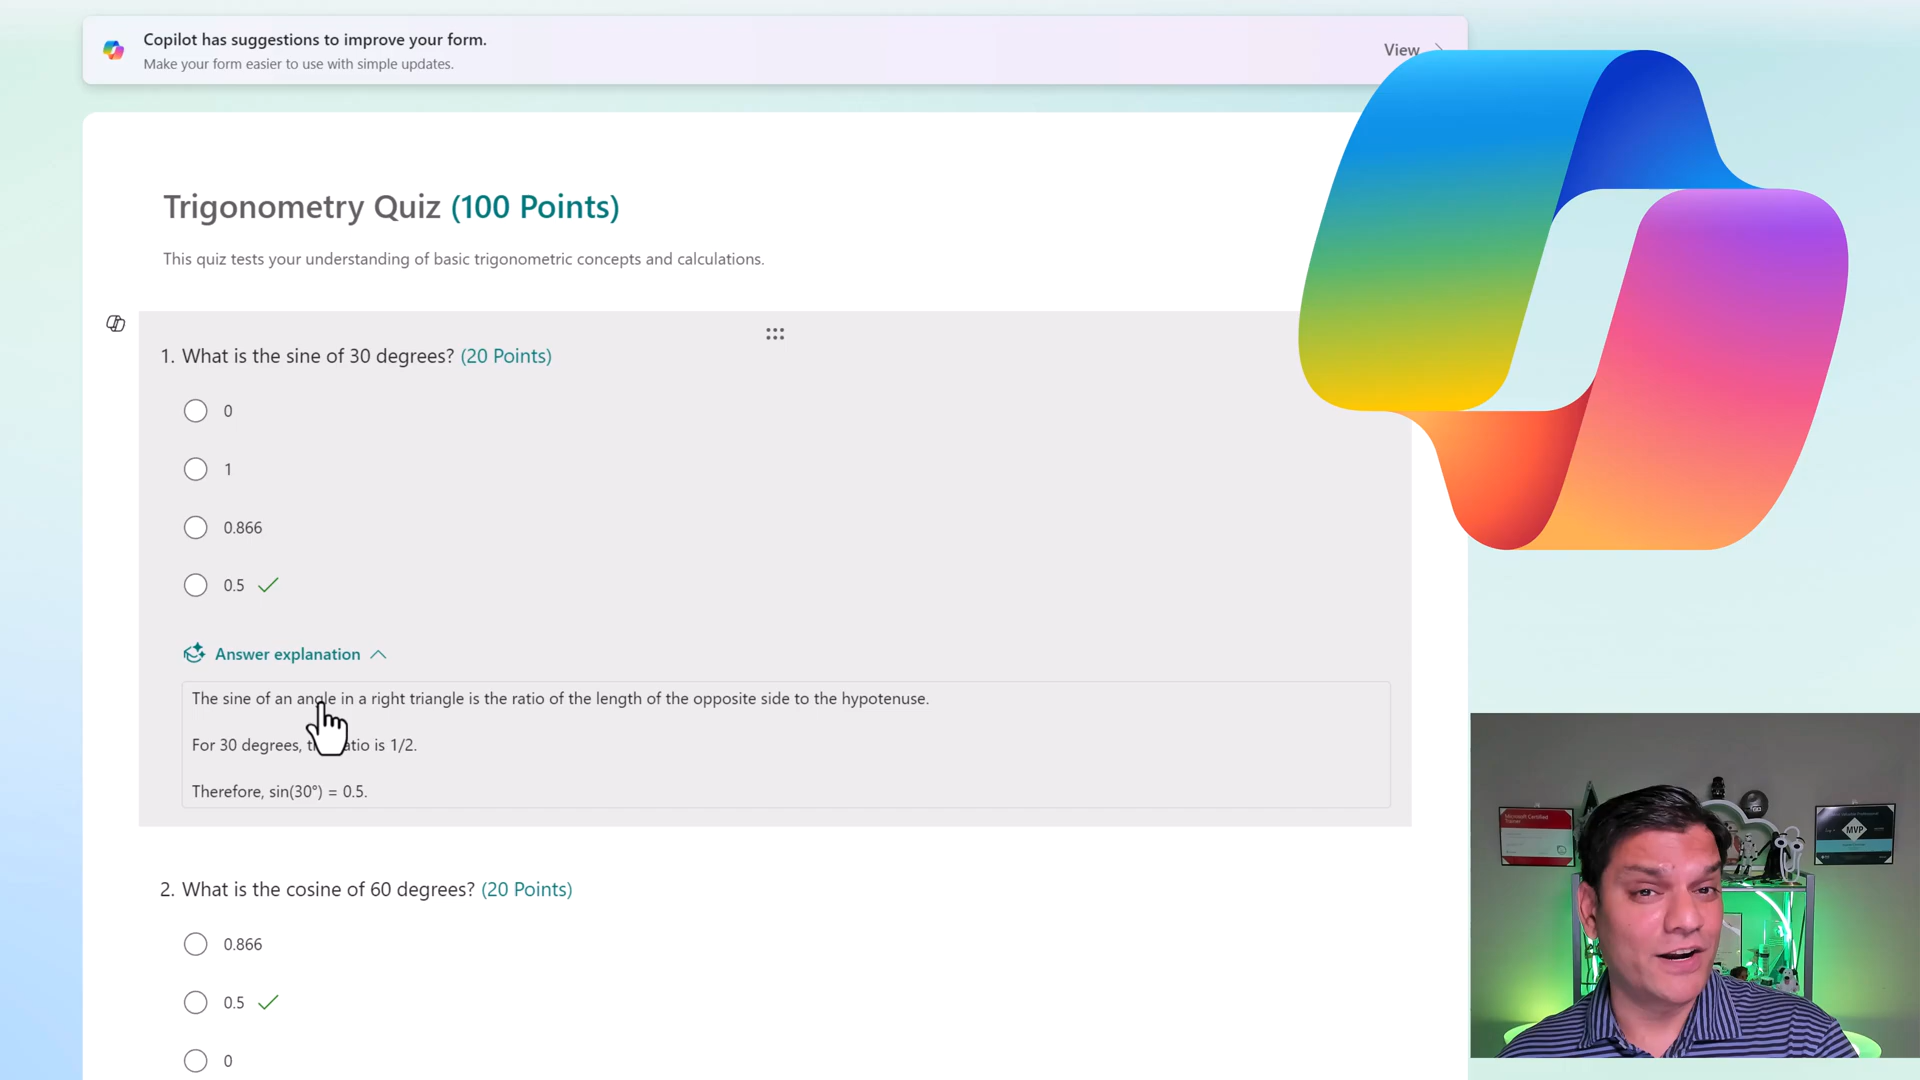 Copilot has suggestions to improve your form.
Make your form easier to use with simple updates.
View
Trigonometry Quiz (100 Points)
This quiz tests your understanding of basic trigonometric concepts and calculations.
1. What is the sine of 30 degrees? (20 Points)
0
1
0.866
0.5
Answer explanation
The sine of an angle in a right triangle is the ratio of the length of the opposite side to the hypotenuse.
For 30 degrees, atio is 1/2.
Therefore, sin(30°) = 0.5.
2. What is the cosine of 60 degrees? (20 Points)
0.866
0.5
0
Microsoft Certified
Trainer
MVP